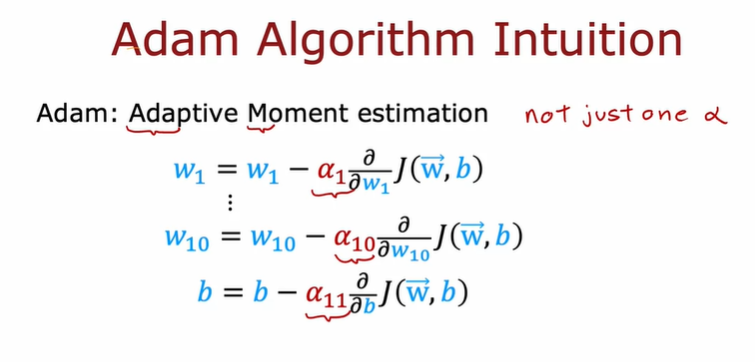 Adam Algorithm Intuition
Adam: Adaptive Moment estimation not just one α
w₁ = w₁ − α₁ ∂/∂w₁ J(w⃗, b)
⋮
w₁₀ = w₁₀ − α₁₀ ∂/∂w₁₀ J(w⃗, b)
b = b − α₁₁ ∂/∂b J(w⃗, b)